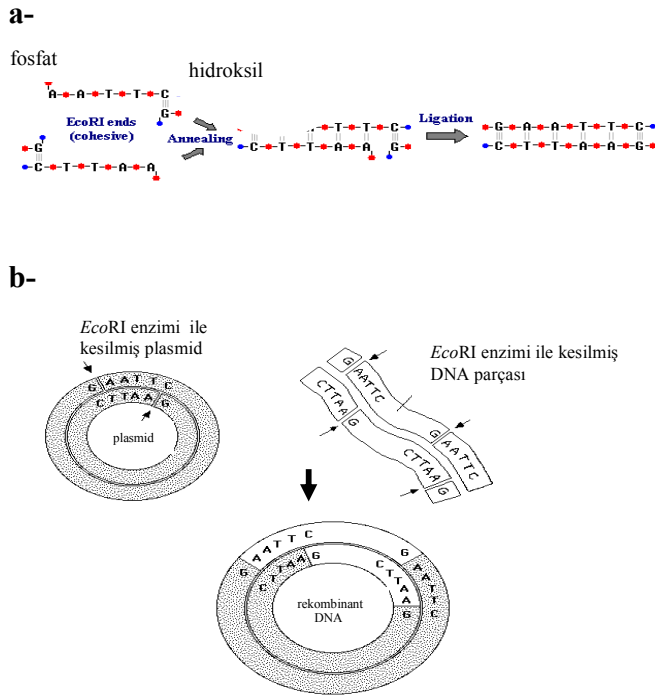 a-
fosfat
hidroksil
A A T T C
G
EcoRI ends
(cohesive)
Annealing
G
C T T A A
T T C
C T T A A G
Ligation
G A A T T C
C T T A A G
b-
EcoRI enzimi ile
kesilmiş plasmid
G A A T T C
C T T A A G
plasmid
EcoRI enzimi ile kesilmiş
DNA parçası
G AATTC
CTTAA G
G AATTC
CTTAA G
G A A T T C
C T T A A G
G A A T T C
C T T A A G
rekombinant
DNA